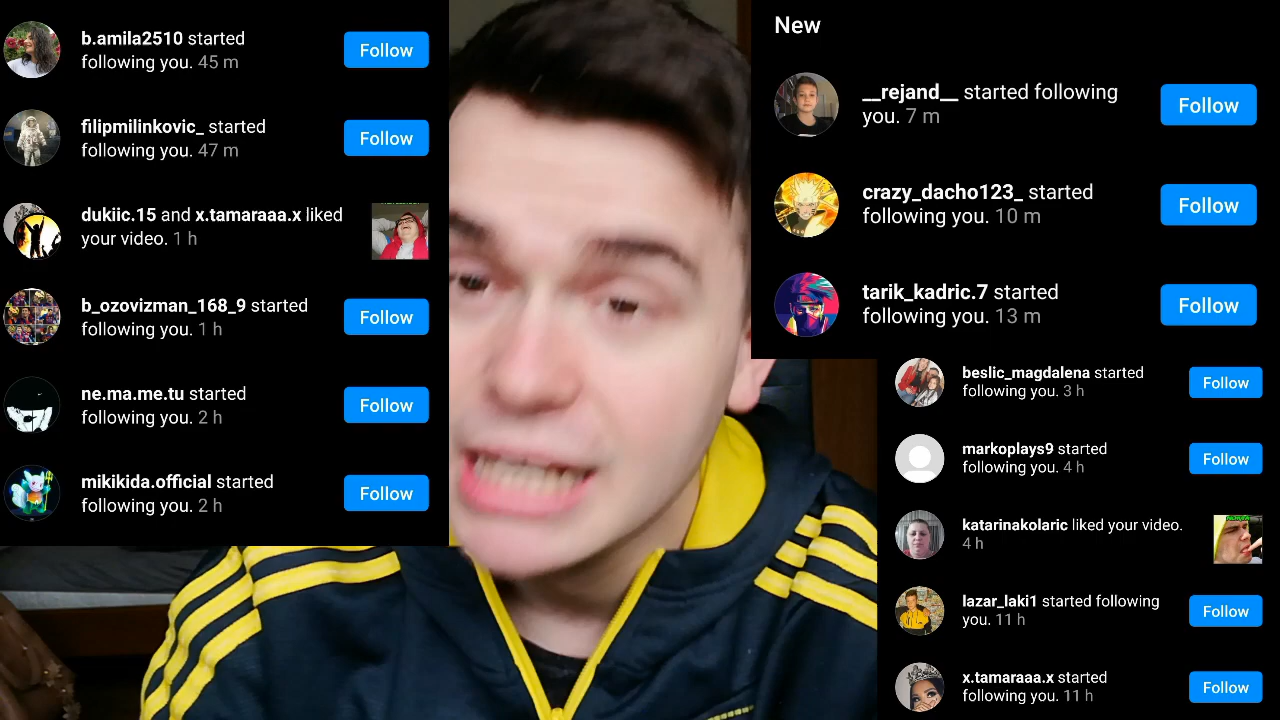 b.amila2510 started
following you. 45 m
Follow
filipmilinkovic_ started
following you. 47 m
Follow
dukiic.15 and x.tamaraaa.x liked
your video. 1 h
b_ozovizman_168_9 started
following you. 1 h
Follow
ne.ma.me.tu started
following you. 2 h
Follow
mikikida.official started
following you. 2 h
Follow
New
__rejand__ started following
you. 7 m
Follow
crazy_dacho123_ started
following you. 10 m
Follow
tarik_kadric.7 started
following you. 13 m
Follow
beslic_magdalena started
following you. 3 h
Follow
markoplays9 started
following you. 4 h
Follow
katarinakolaric liked your video.
4 h
lazar_laki1 started following
you. 11 h
Follow
x.tamaraaa.x started
following you. 11 h
Follow